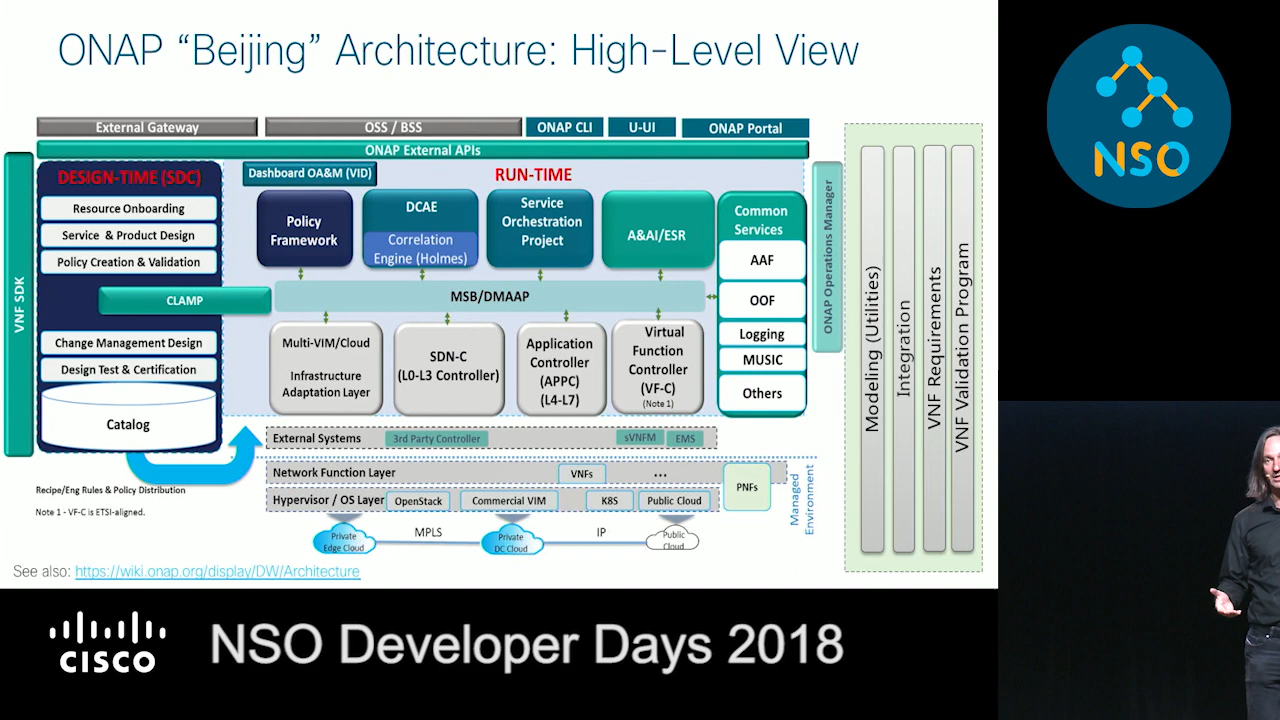 ONAP “Beijing” Architecture: High-Level View
NSO
External Gateway
OSS / BSS
ONAP CLI
U-UI
ONAP Portal
ONAP External APIs
VNF SDK
DESIGN-TIME (SDC)
Resource Onboarding
Service & Product Design
Policy Creation & Validation
CLAMP
Change Management Design
Design Test & Certification
Catalog
Dashboard OA&M (VID)
RUN-TIME
Policy
Framework
DCAE
Correlation
Engine (Holmes)
Service
Orchestration
Project
A&AI/ESR
Common
Services
AAF
OOF
Logging
MUSIC
Others
MSB/DMAAP
Multi-VIM/Cloud
Infrastructure
Adaptation Layer
SDN-C
(L0-L3 Controller)
Application
Controller
(APPC)
(L4-L7)
Virtual
Function
Controller
(VF-C)
(Note 1)
ONAP Operations Manager
Modeling (Utilities)
Integration
VNF Requirements
VNF Validation Program
External Systems
3rd Party Controller
sVNFM
EMS
Network Function Layer
VNFs
...
PNFs
Hypervisor / OS Layer
OpenStack
Commercial VIM
K8S
Public Cloud
Managed
Environment
Recipe/Eng Rules & Policy Distribution
Note 1 - VF-C is ETSI-aligned.
Private
Edge Cloud
MPLS
Private
DC Cloud
IP
Public
Cloud
See also: https://wiki.onap.org/display/DW/Architecture
CISCO
NSO Developer Days 2018